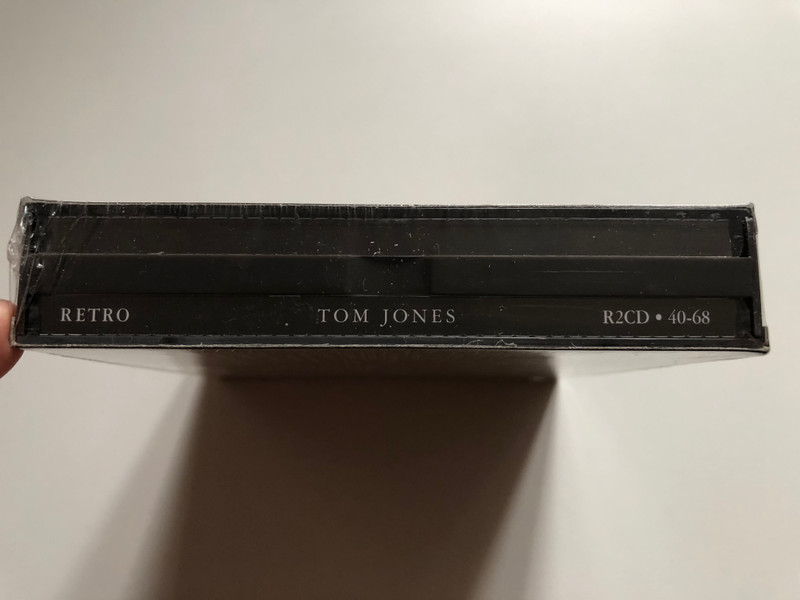 RETRO TOM JONES R2CD • 40-68